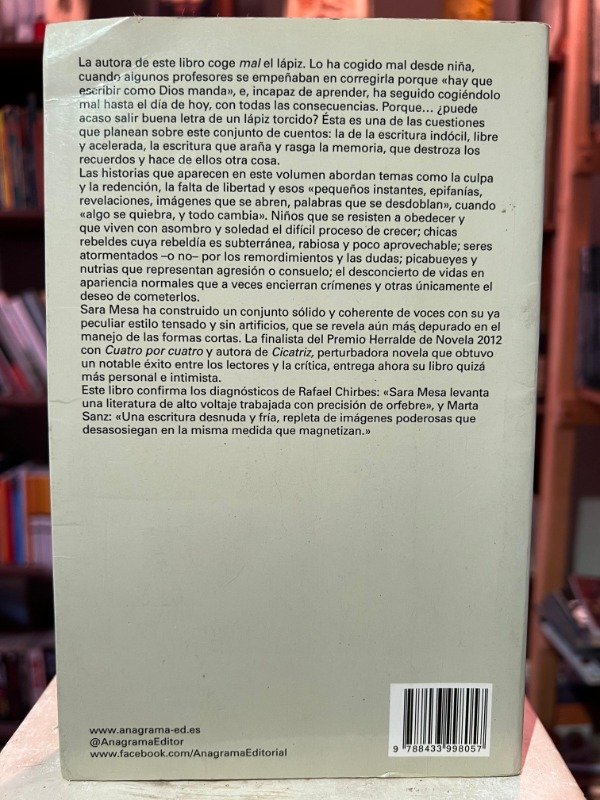 La autora de este libro coge mal el lápiz. Lo ha cogido mal desde niña,
cuando algunos profesores se empeñaban en corregirla porque «hay que
escribir como Dios manda», e, incapaz de aprender, ha seguido cogiéndolo
mal hasta el día de hoy, con todas las consecuencias. Porque… ¿puede
acaso salir buena letra de un lápiz torcido? Ésta es una de las cuestiones
que planean sobre este conjunto de cuentos: la de la escritura indócil, libre
y acelerada, la escritura que araña y rasga la memoria, que destroza los
recuerdos y hace de ellos otra cosa.
Las historias que aparecen en este volumen abordan temas como la culpa
y la redención, la falta de libertad y esos «pequeños instantes, epifanías,
revelaciones, imágenes que se abren, palabras que se desdoblan», cuando
«algo se quiebra, y todo cambia». Niños que se resisten a obedecer y
que viven con asombro y soledad el difícil proceso de crecer; chicas
rebeldes cuya rebeldía es subterránea, rabiosa y poco aprovechable; seres
atormentados –o no– por los remordimientos y las dudas; picabueyes y
nutrias que representan agresión o consuelo; el desconcierto de vidas en
apariencia normales que a veces encierran crímenes y otras únicamente el
deseo de cometerlos.
Sara Mesa ha construido un conjunto sólido y coherente de voces con su ya
peculiar estilo tensado y sin artificios, que se revela aún más depurado en el
manejo de las formas cortas. La finalista del Premio Herralde de Novela 2012
con Cuatro por cuatro y autora de Cicatriz, perturbadora novela que obtuvo
un notable éxito entre los lectores y la crítica, entrega ahora su libro quizá
más personal e intimista.
Este libro confirma los diagnósticos de Rafael Chirbes: «Sara Mesa levanta
una literatura de alto voltaje trabajada con precisión de orfebre», y Marta
Sanz: «Una escritura desnuda y fría, repleta de imágenes poderosas que
desasosiegan en la misma medida que magnetizan.»
www.anagrama-ed.es
@AnagramaEditor
www.facebook.com/AnagramaEditorial
9 788433 998057